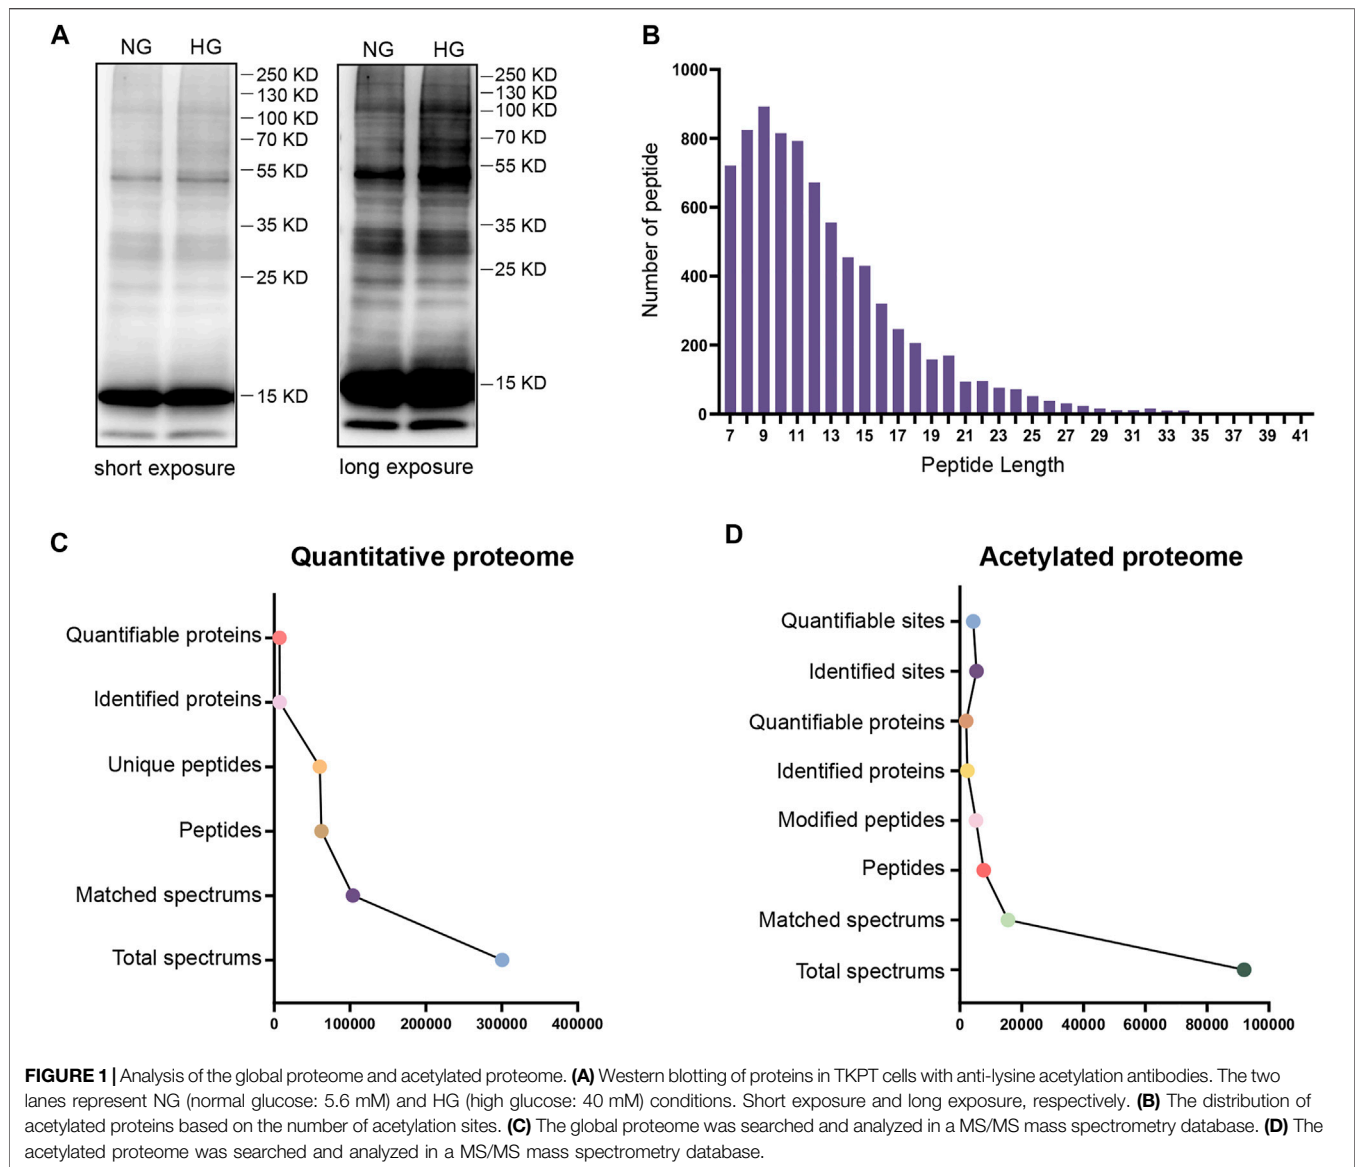 A
NG HG
250 KD
130 KD
100 KD
70 KD
55 KD
35 KD
25 KD
15 KD
short exposure
NG HG
250 KD
130 KD
100 KD
70 KD
55 KD
35 KD
25 KD
15 KD
long exposure
B
Number of peptide
1000
800
600
400
200
0
7 9 11 13 15 17 19 21 23 25 27 29 31 33 35 37 39 41
Peptide Length
C
Quantitative proteome
Quantifiable proteins
Identified proteins
Unique peptides
Peptides
Matched spectrums
Total spectrums
0 100000 200000 300000 400000
D
Acetylated proteome
Quantifiable sites
Identified sites
Quantifiable proteins
Identified proteins
Modified peptides
Peptides
Matched spectrums
Total spectrums
0 20000 40000 60000 80000 100000
FIGURE 1 | Analysis of the global proteome and acetylated proteome. (A) Western blotting of proteins in TKPT cells with anti-lysine acetylation antibodies. The two
lanes represent NG (normal glucose: 5.6 mM) and HG (high glucose: 40 mM) conditions. Short exposure and long exposure, respectively. (B) The distribution of
acetylated proteins based on the number of acetylation sites. (C) The global proteome was searched and analyzed in a MS/MS mass spectrometry database. (D) The
acetylated proteome was searched and analyzed in a MS/MS mass spectrometry database.